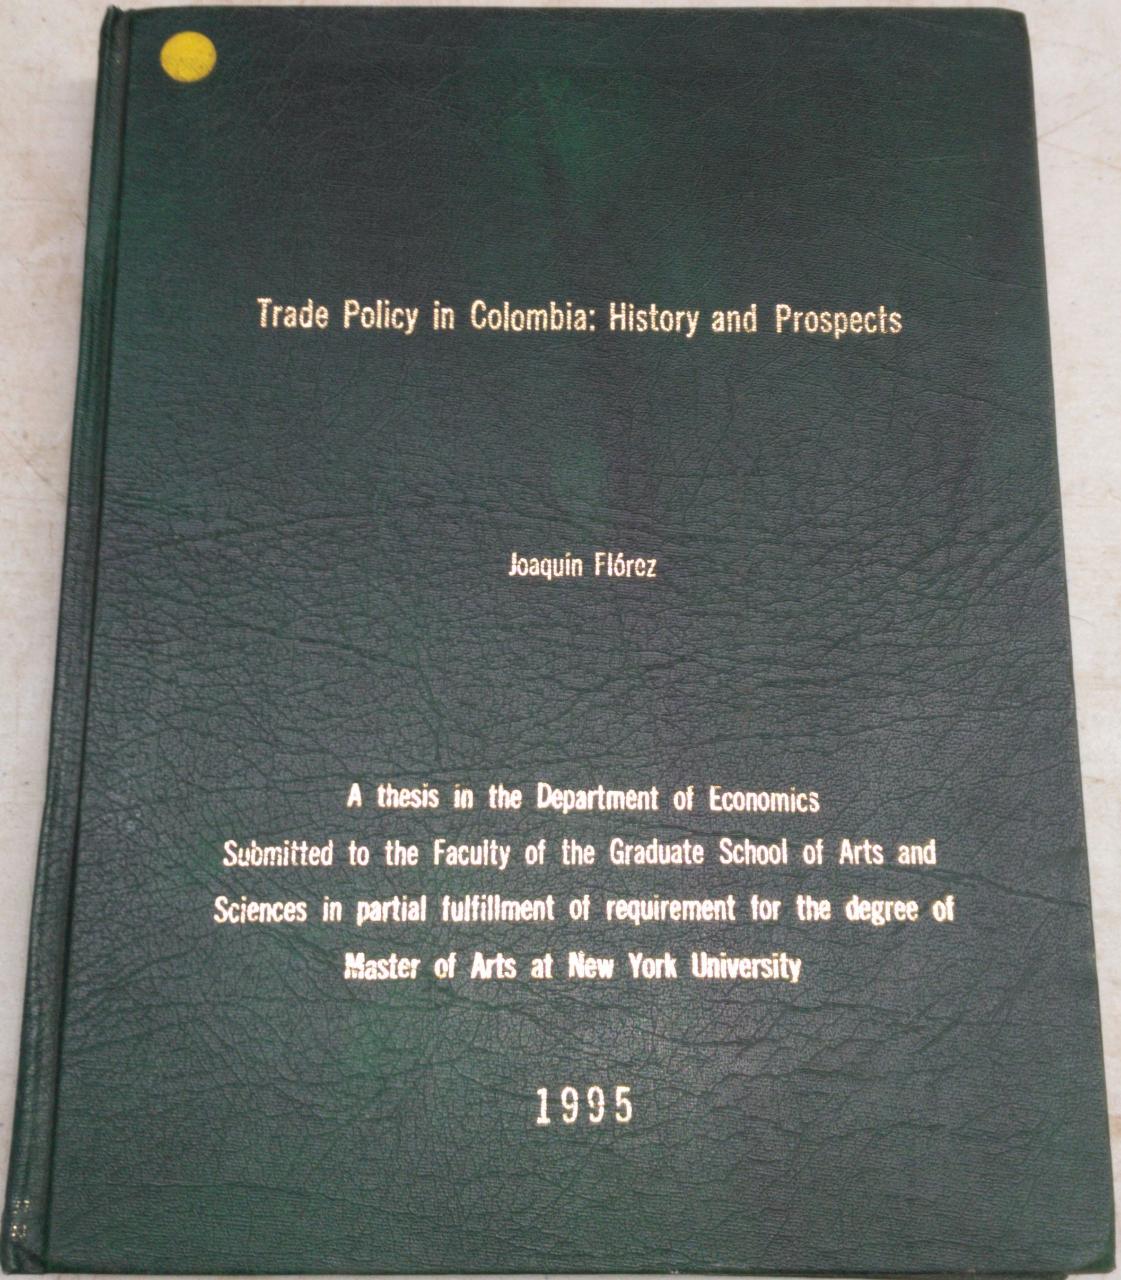 Trade Policy in Colombia: History and Prospects
Joaquín Flórez
A thesis in the Department of Economics
Submitted to the Faculty of the Graduate School of Arts and
Sciences in partial fulfillment of requirement for the degree of
Master of Arts at New York University
1995